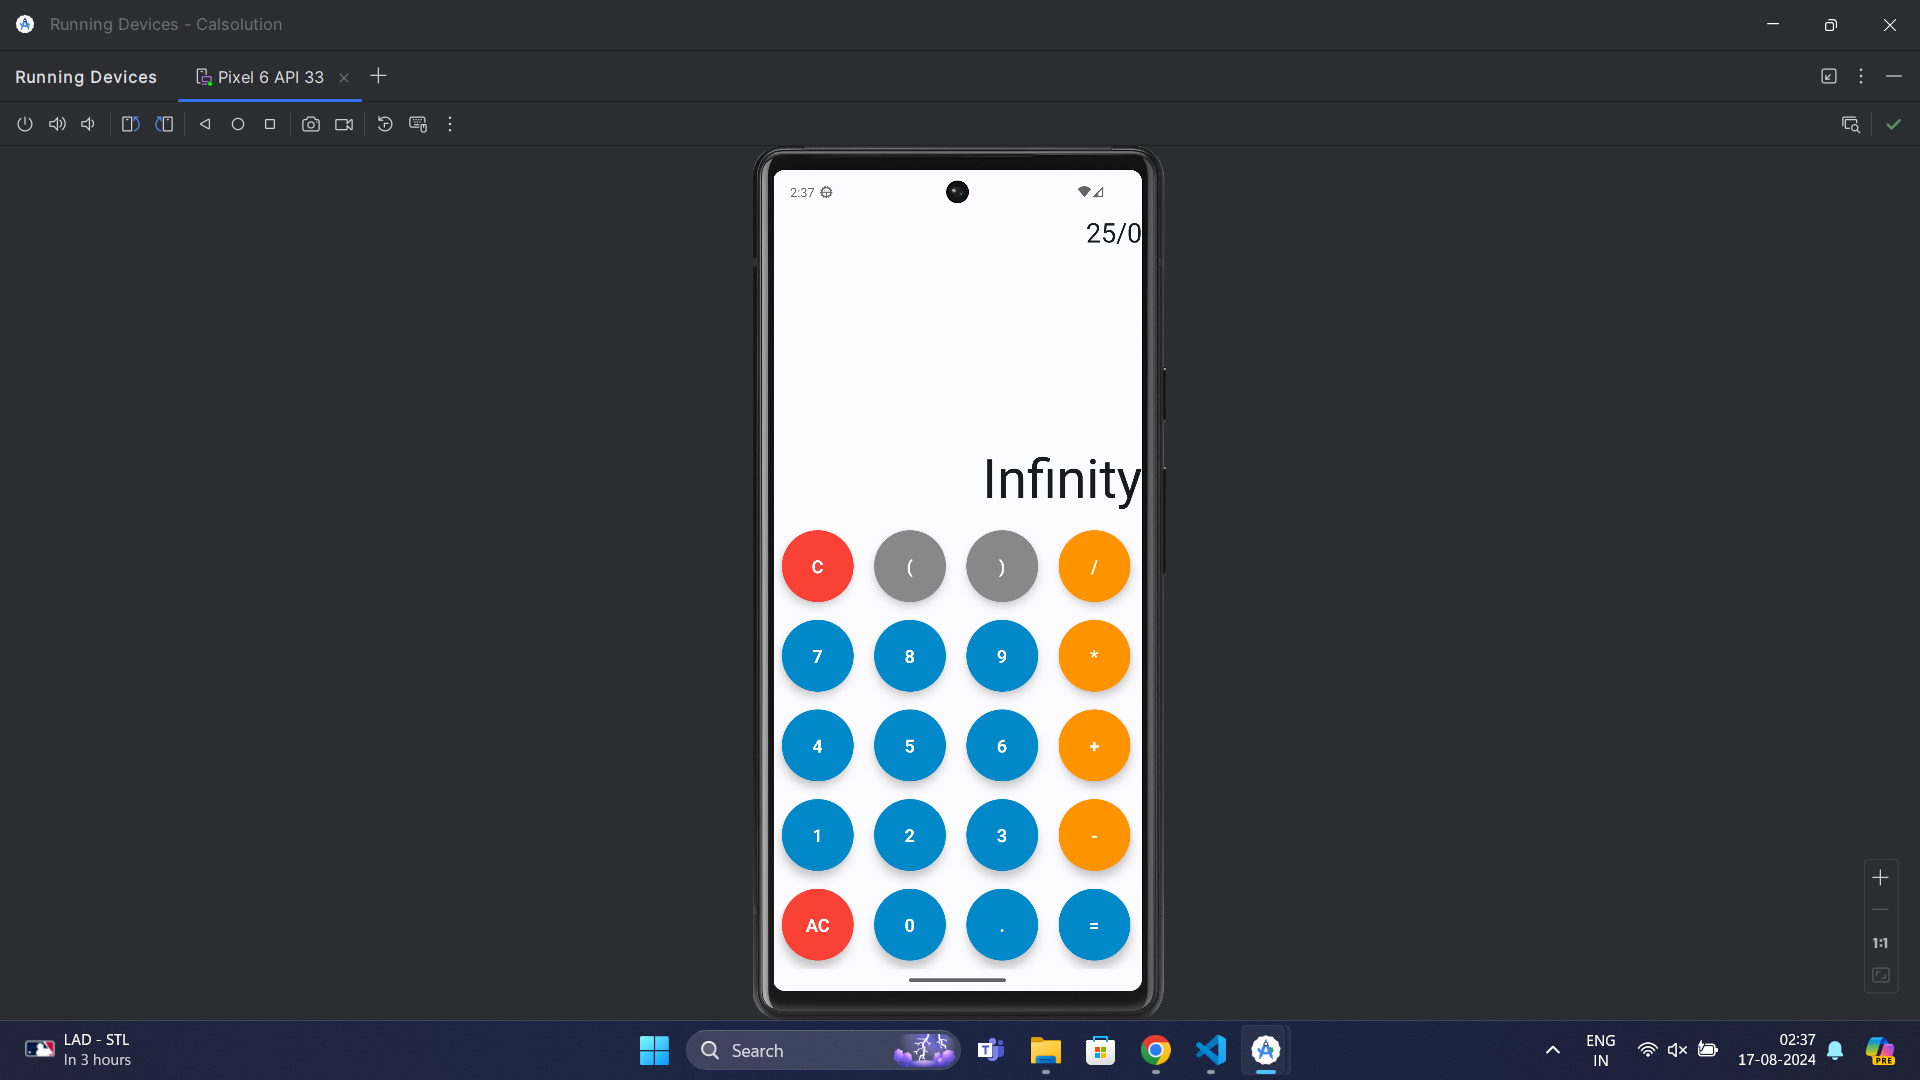 Running Devices - Calsolution
Running Devices
Pixel 6 API 33
2:37
25/0
Infinity
C ( ) /
7 8 9 *
4 5 6 +
1 2 3 -
AC 0 . =
1:1
LAD - STL
In 3 hours
Search
ENG
IN
02:37
17-08-2024
PRE